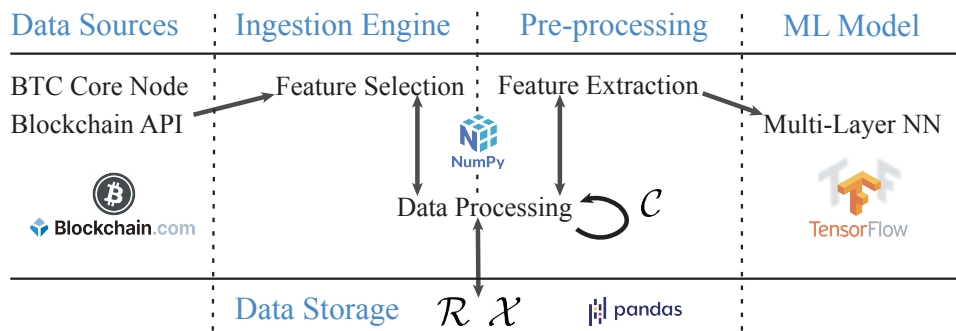 Data Sources
Ingestion Engine
Pre-processing
ML Model
BTC Core Node
Blockchain API
Feature Selection
Feature Extraction
Multi-Layer NN
NumPy
Data Processing
C
Blockchain.com
TensorFlow
Data Storage
R X
pandas